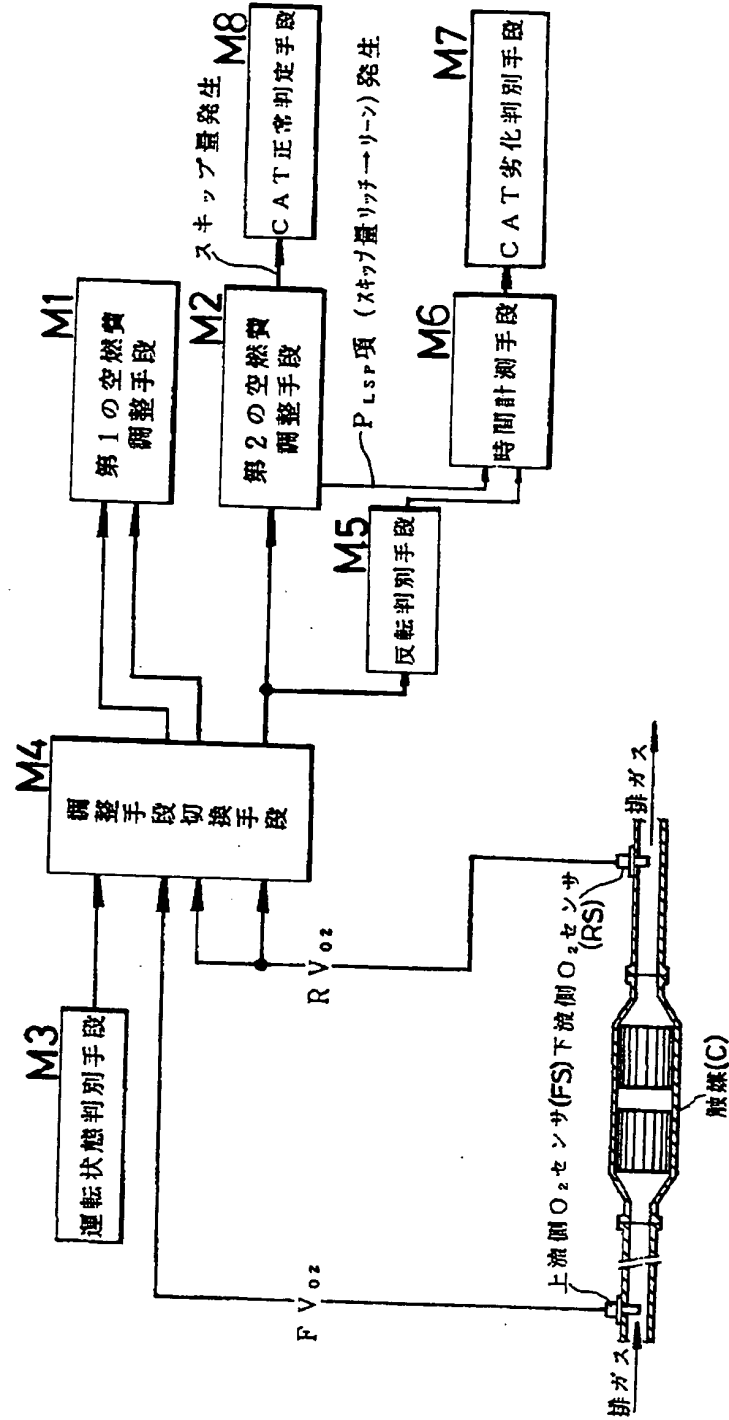 M3
運転状態判別手段
M4
調整手段切換手段
M1
第1の空燃費
調整手段
M2
第2の空燃費
調整手段
スキップ量発生
M8
CAT正常判定手段
PLSP項(スキップ量リッチ→リーン)発生
M5
反転判別手段
M6
時間計測手段
M7
CAT劣化判別手段
FVO2
RVO2
上流側O2センサ(FS)
下流側O2センサ
(RS)
排ガス
排ガス
触媒(C)